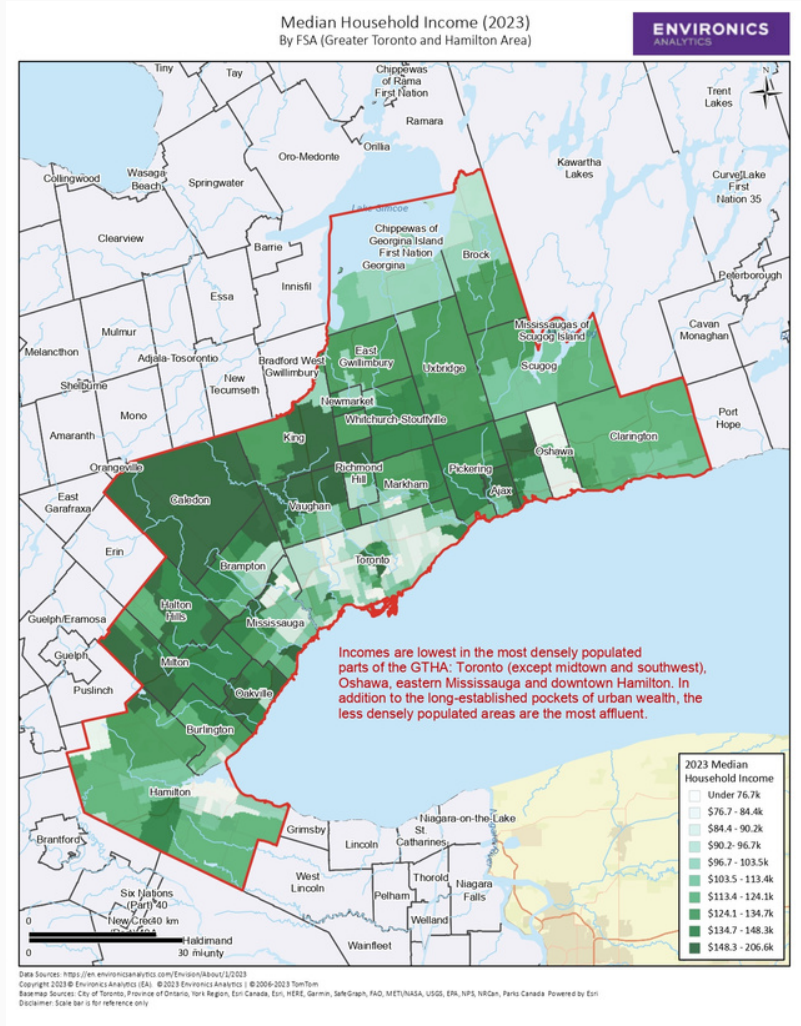 Median Household Income (2023)
By FSA (Greater Toronto and Hamilton Area)
ENVIRONICS
ANALYTICS
Tiny
Tay
Chippewas
of Rama
First Nation
Ramara
Trent
Lakes
N
Orillia
Oro-Medonte
Kawartha
Lakes
Collingwood
Wasaga
Beach
Springwater
Curve Lake
First
Nation 35
Lake Simcoe
Clearview
Barrie
Chippewas of
Georgina Island
First Nation
Georgina
Brock
Peterborough
Innisfil
Essa
Mulmur
Mississaugas of
Scugog Island
Cavan
Monaghan
Melancthon
Adjala-Tosorontio
Bradford West
Gwillimbury
East
Gwillimbury
Uxbridge
Scugog
Shelburne
New
Tecumseth
Mono
Newmarket
Whitchurch-Stouffville
Port
Hope
Amaranth
King
Clarington
Oshawa
Orangeville
Richmond
Hill
Markham
Pickering
Ajax
East
Garafraxa
Caledon
Vaughan
Erin
Brampton
Toronto
Halton
Hills
Guelph/Eramosa
Mississauga
Guelph
Milton
Puslinch
Oakville
Incomes are lowest in the most densely populated
parts of the GTHA: Toronto (except midtown and southwest),
Oshawa, eastern Mississauga and downtown Hamilton. In
addition to the long-established pockets of urban wealth, the
less densely populated areas are the most affluent.
Burlington
Hamilton
Brantford
Grimsby
Niagara-on-the-Lake
St.
Catharines
Lincoln
West
Lincoln
Thorold
Niagara
Falls
Pelham
Welland
Wainfleet
Six Nations
(Part) 40
New Cre
Haldimand
0
40 km
0
30 mi
2023 Median
Household Income
Under 76.7k
$76.7 - 84.4k
$84.4 - 90.2k
$90.2- 96.7k
$96.7 - 103.5k
$103.5 - 113.4k
$113.4 - 124.1k
$124.1 - 134.7k
$134.7 - 148.3k
$148.3 - 206.6k
Data Sources: https://en.environicsanalytics.com/Envision/About/1/2023
Copyright 2023© Environics Analytics (EA). ©2023 Environics Analytics | ©2006-2023 TomTom
Basemap Sources: City of Toronto, Province of Ontario, York Region, Esri Canada, Esri, HERE, Garmin, SafeGraph, FAO, METI/NASA, USGS, EPA, NPS, NRCan, Parks Canada Powered by Esri
Disclaimer: Scale bar is for reference only